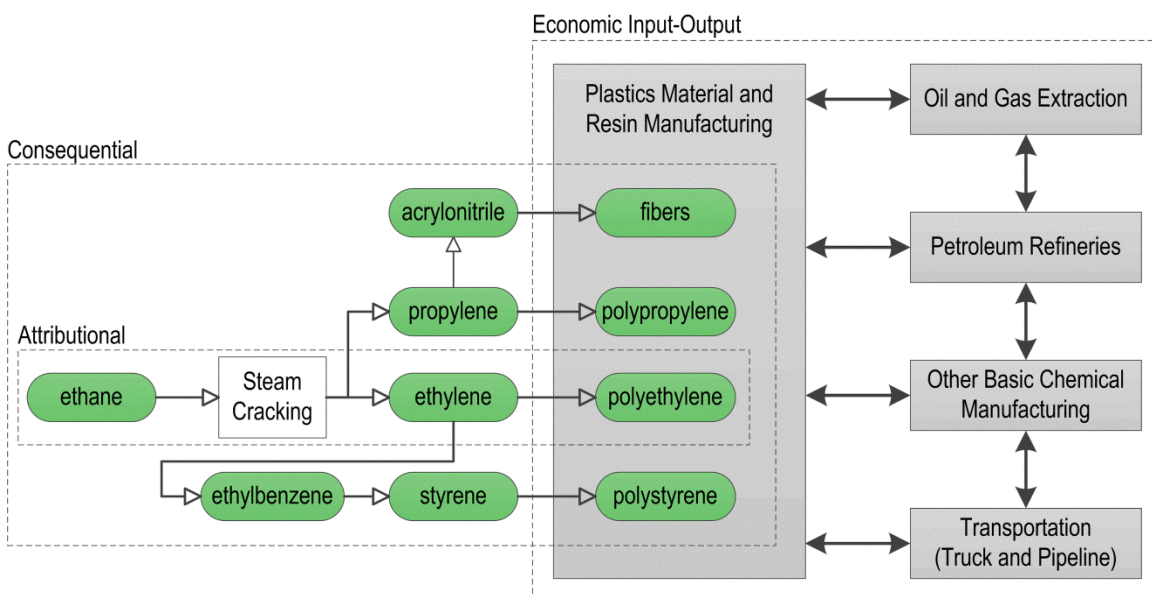 Economic Input-Output
Plastics Material and
Resin Manufacturing
Oil and Gas Extraction
Consequential
acrylonitrile
fibers
Petroleum Refineries
propylene
polypropylene
Attributional
ethane
Steam
Cracking
ethylene
polyethylene
Other Basic Chemical
Manufacturing
ethylbenzene
styrene
polystyrene
Transportation
(Truck and Pipeline)